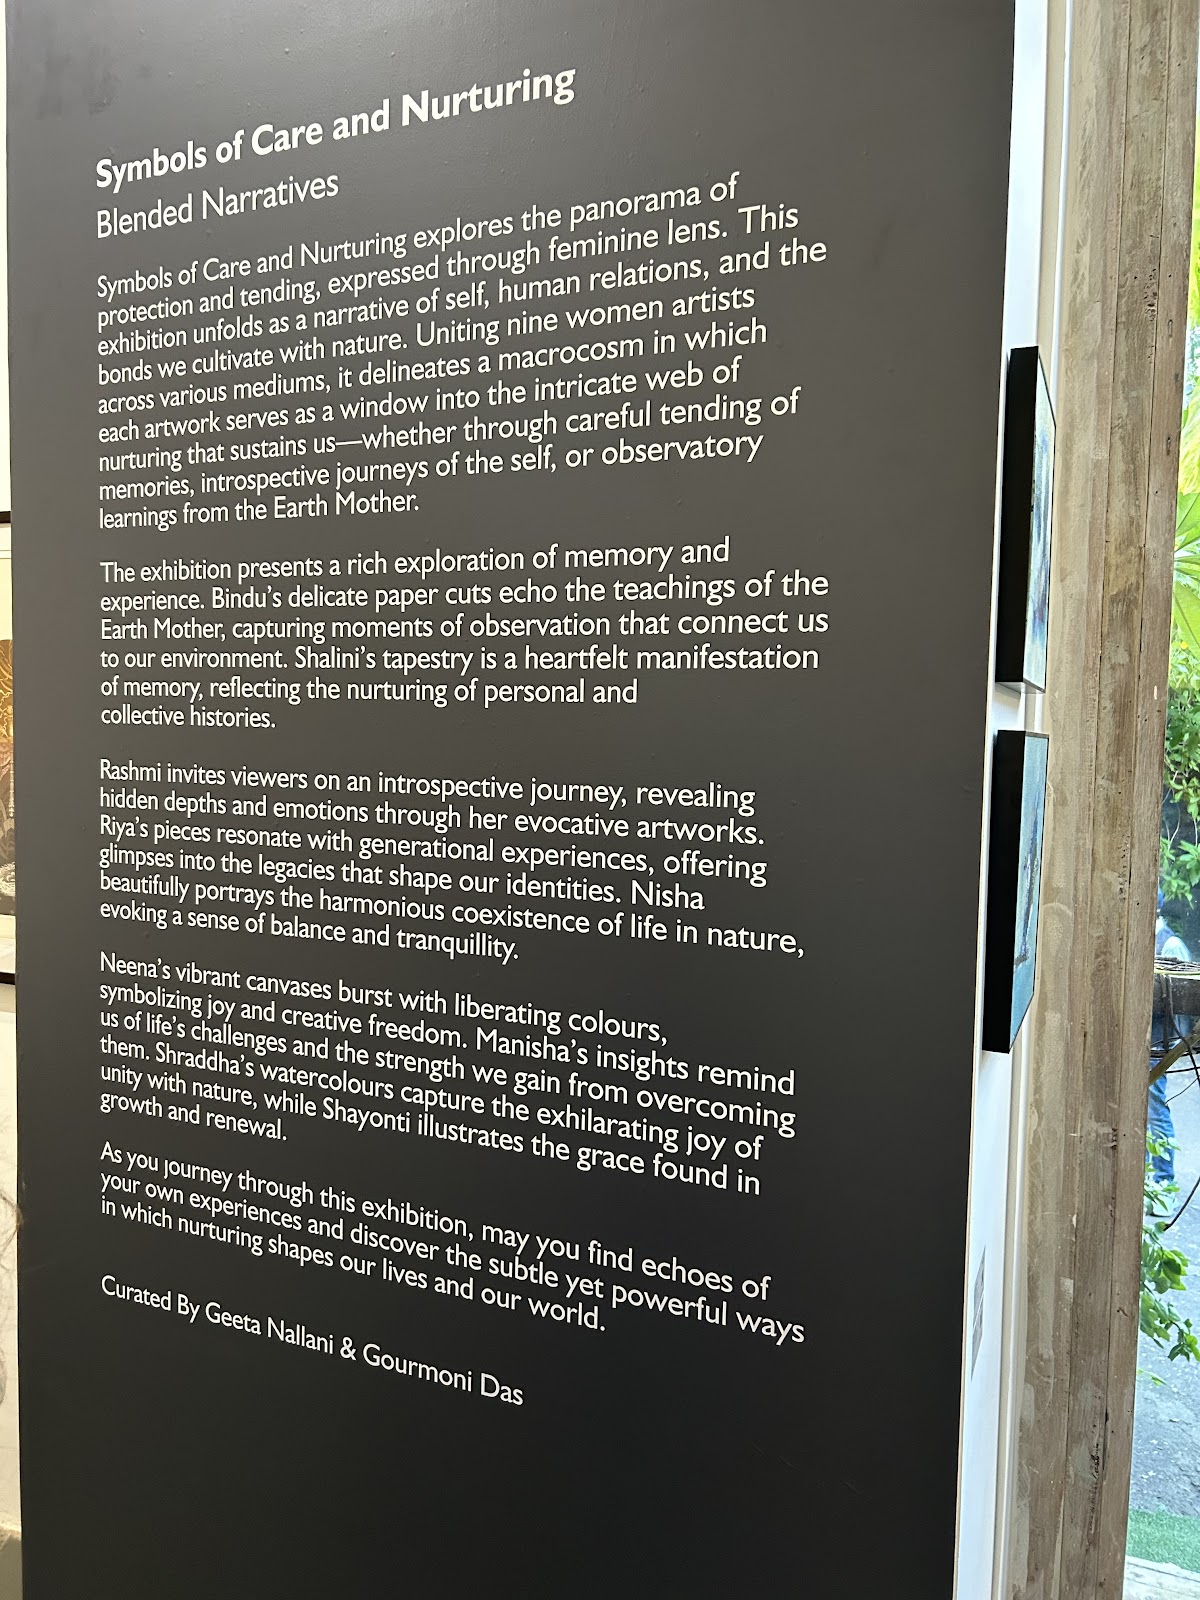 Symbols of Care and Nurturing
Blended Narratives
Symbols of Care and Nurturing explores the panorama of
protection and tending, expressed through feminine lens. This
exhibition unfolds as a narrative of self, human relations, and the
bonds we cultivate with nature. Uniting nine women artists
across various mediums, it delineates a macrocosm in which
each artwork serves as a window into the intricate web of
nurturing that sustains us—whether through careful tending of
memories, introspective journeys of the self, or observatory
learnings from the Earth Mother.
The exhibition presents a rich exploration of memory and
experience. Bindu's delicate paper cuts echo the teachings of the
Earth Mother, capturing moments of observation that connect us
to our environment. Shalini's tapestry is a heartfelt manifestation
of memory, reflecting the nurturing of personal and
collective histories.
Rashmi invites viewers on an introspective journey, revealing
hidden depths and emotions through her evocative artworks.
Riya's pieces resonate with generational experiences, offering
glimpses into the legacies that shape our identities. Nisha
beautifully portrays the harmonious coexistence of life in nature,
evoking a sense of balance and tranquillity.
Neena's vibrant canvases burst with liberating colours,
symbolizing joy and creative freedom. Manisha's insights remind
us of life's challenges and the strength we gain from overcoming
them. Shraddha's watercolours capture the exhilarating joy of
unity with nature, while Shayonti illustrates the grace found in
growth and renewal.
As you journey through this exhibition, may you find echoes of
your own experiences and discover the subtle yet powerful ways
in which nurturing shapes our lives and our world.
Curated By Geeta Nallani & Gourmoni Das